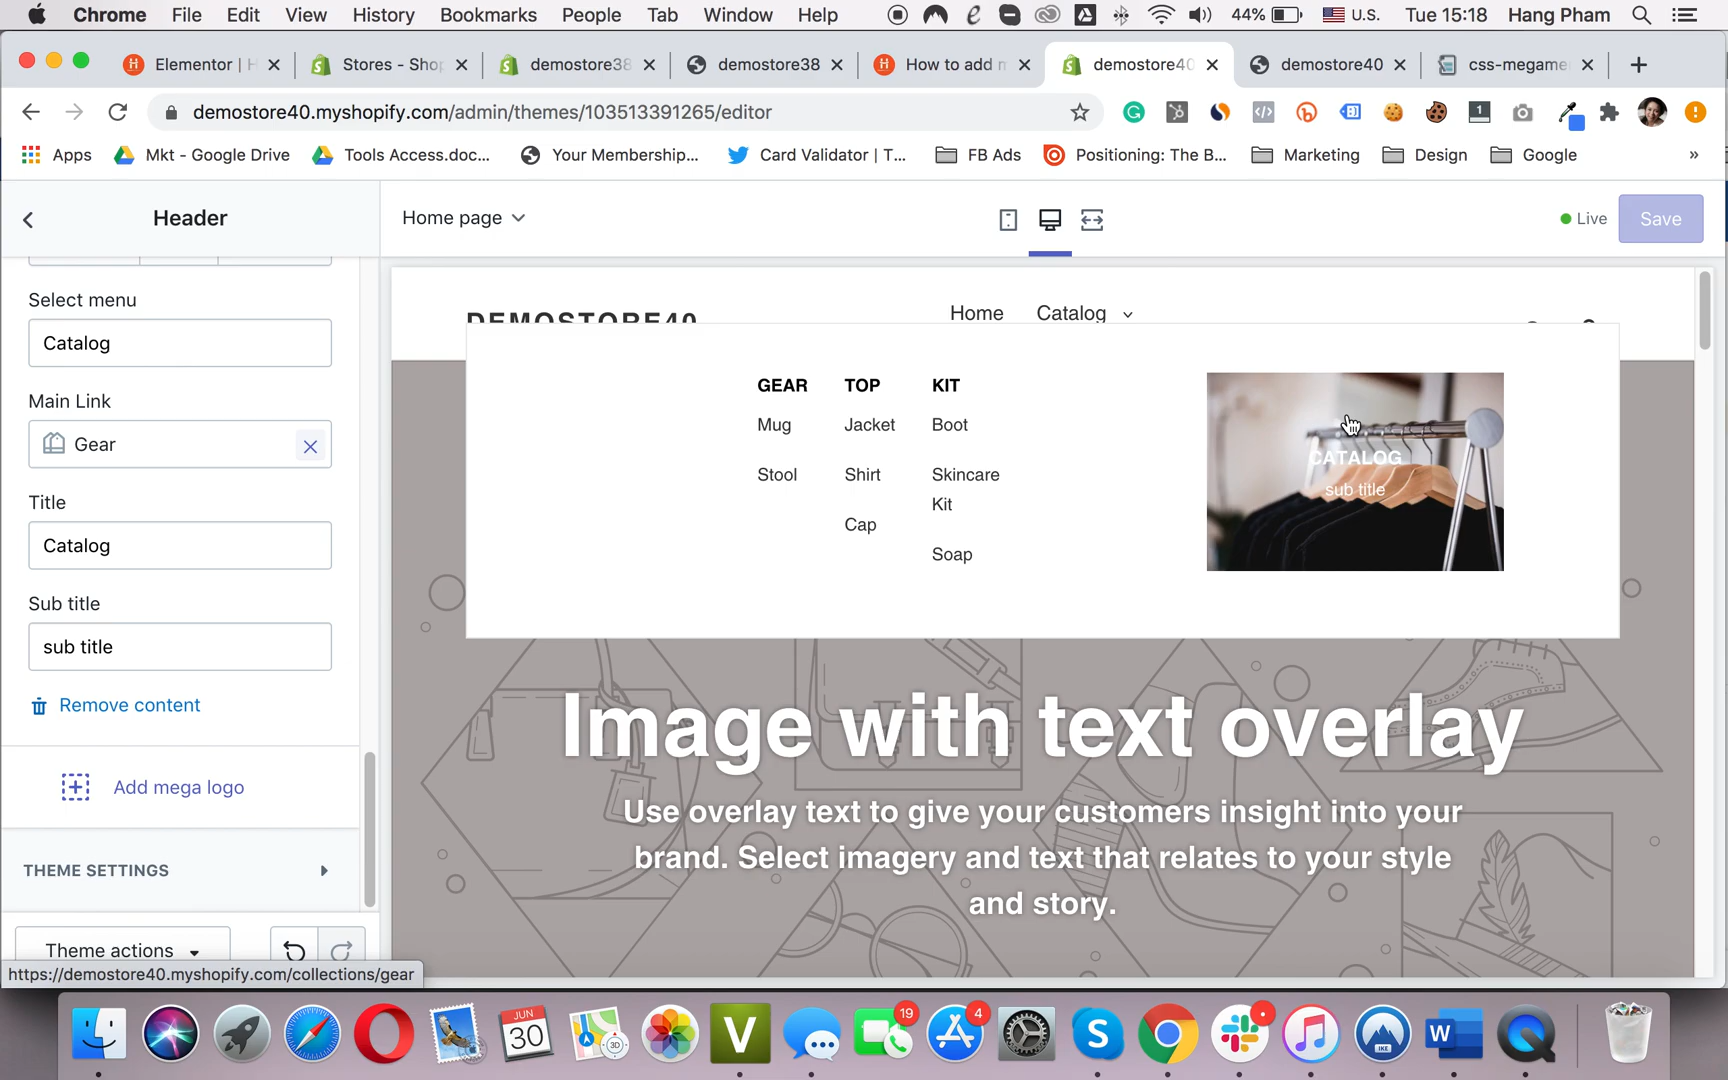 Chrome File Edit View History Bookmarks People Tab Window Help 44% U.S. Tue 15:18 Hang Pham
Elementor | H
Stores - Shop
demostore38
demostore38
How to add m
demostore40
demostore40
css-megame
demostore40.myshopify.com/admin/themes/103513391265/editor
Apps Mkt - Google Drive Tools Access.doc... Your Membership... Card Validator | T... FB Ads Positioning: The B... Marketing Design Google »
Header
Home page
Live
Save
Select menu
Catalog
Main Link
Gear
Title
Catalog
Sub title
sub title
Remove content
Add mega logo
THEME SETTINGS
Theme actions
https://demostore40.myshopify.com/collections/gear
DEMOSTORE40
Home Catalog
GEAR TOP KIT
Mug Jacket Boot
Stool Shirt Skincare
Kit
Cap
Soap
CATALOG
sub title
Image with text overlay
Use overlay text to give your customers insight into your
brand. Select imagery and text that relates to your style
and story.
JUN
30
V
19
4
S
IKE
W